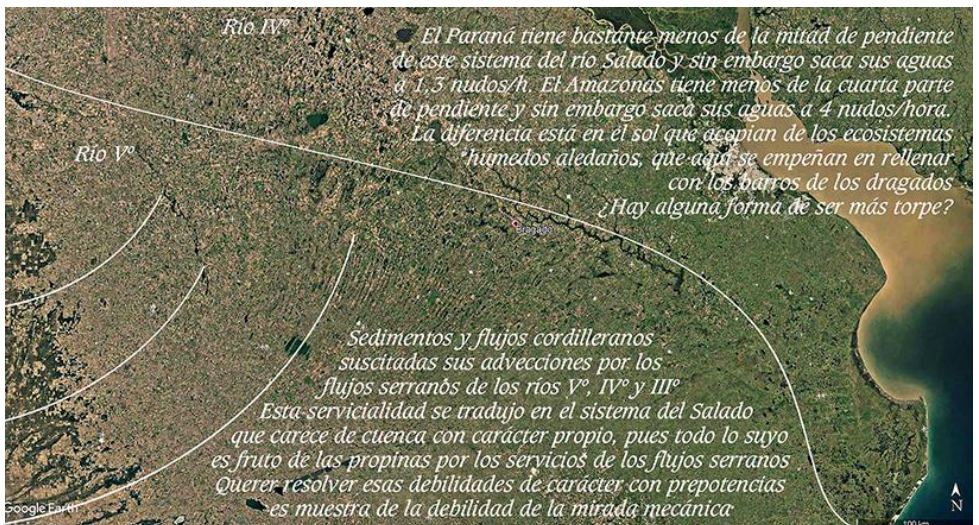 Río IVº
El Paraná tiene bastante menos de la mitad de pendiente
de este sistema del río Salado y sin embargo saca sus aguas
a 1,3 nudos/h. El Amazonas tiene menos de la cuarta parte
de pendiente y sin embargo saca sus aguas a 4 nudos/hora.
La diferencia está en el sol que acopian de los ecosistemas
húmedos aledaños, que aquí se empeñan en rellenar
con los barros de los dragados
¿Hay alguna forma de ser más torpe?
Río Vº
Bragado
Sedimentos y flujos cordilleranos
suscitadas sus advecciones por los
flujos serranos de los ríos Vº, IVº y IIIº
Esta servicialidad se tradujo en el sistema del Salado
que carece de cuenca con carácter propio, pues todo lo suyo
es fruto de las propinas por los servicios de los flujos serranos
Querer resolver esas debilidades de carácter con prepotencias
es muestra de la debilidad de la mirada mecánica
Google Earth
100 km
N